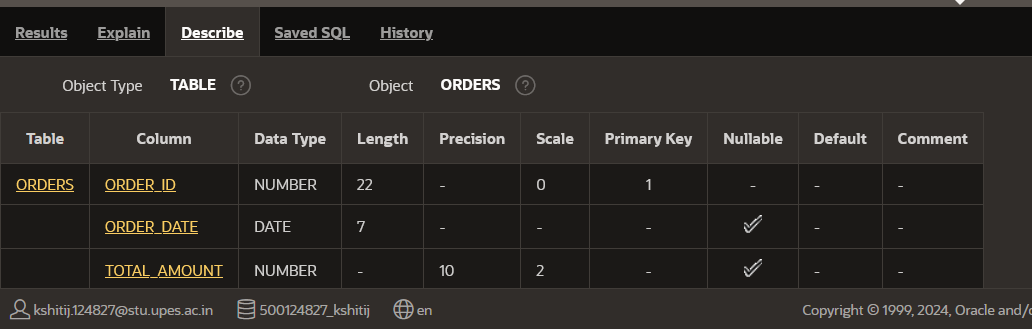 Results Explain Describe Saved SQL History
Object Type TABLE ? Object ORDERS ?
Table Column Data Type Length Precision Scale Primary Key Nullable Default Comment
ORDERS ORDER_ID NUMBER 22 - 0 1 - - -
ORDER_DATE DATE 7 - - - ✓ - -
TOTAL_AMOUNT NUMBER - 10 2 - ✓ - -
kshitij.124827@stu.upes.ac.in 500124827_kshitij en Copyright © 1999, 2024, Oracle and/